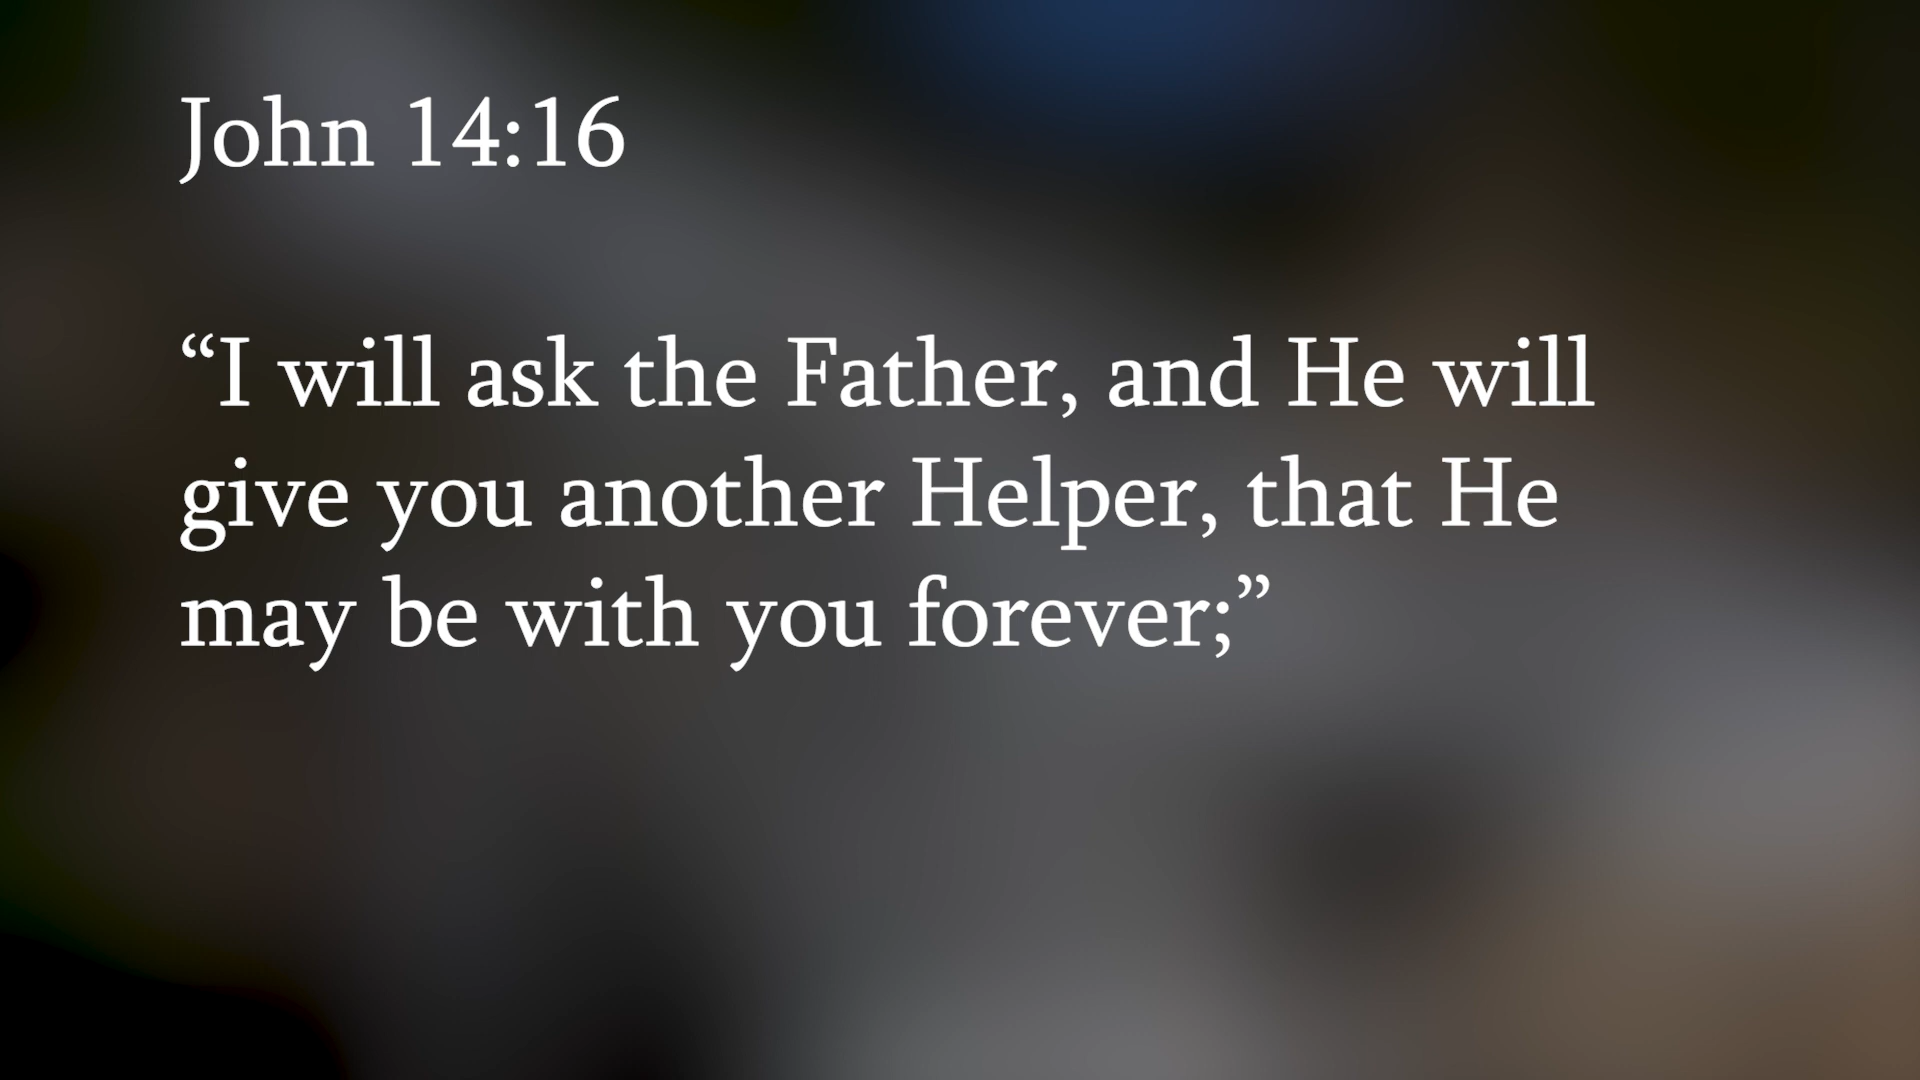 John 14:16
“I will ask the Father, and He will
give you another Helper, that He
may be with you forever;”